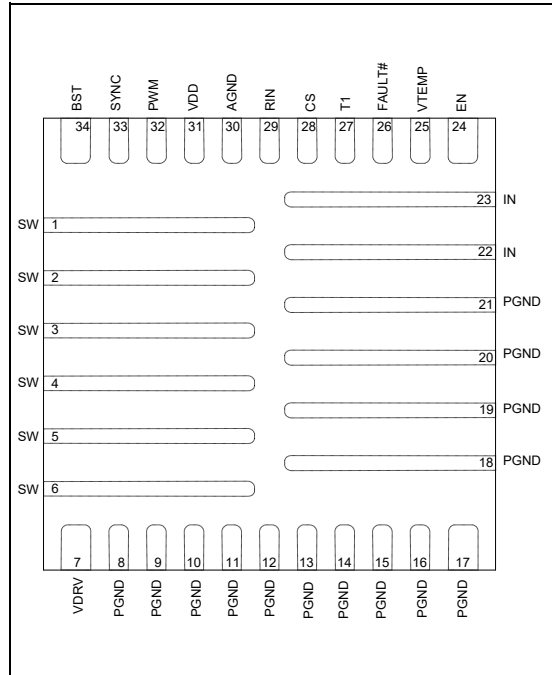 BST SYNC PWM VDD AGND RIN CS T1 FAULT# VTEMP EN
34 33 32 31 30 29 28 27 26 25 24
23 IN
SW 1
22 IN
SW 2
21 PGND
SW 3
20 PGND
SW 4
19 PGND
SW 5
18 PGND
SW 6
7 8 9 10 11 12 13 14 15 16 17
VDRV PGND PGND PGND PGND PGND PGND PGND PGND PGND PGND